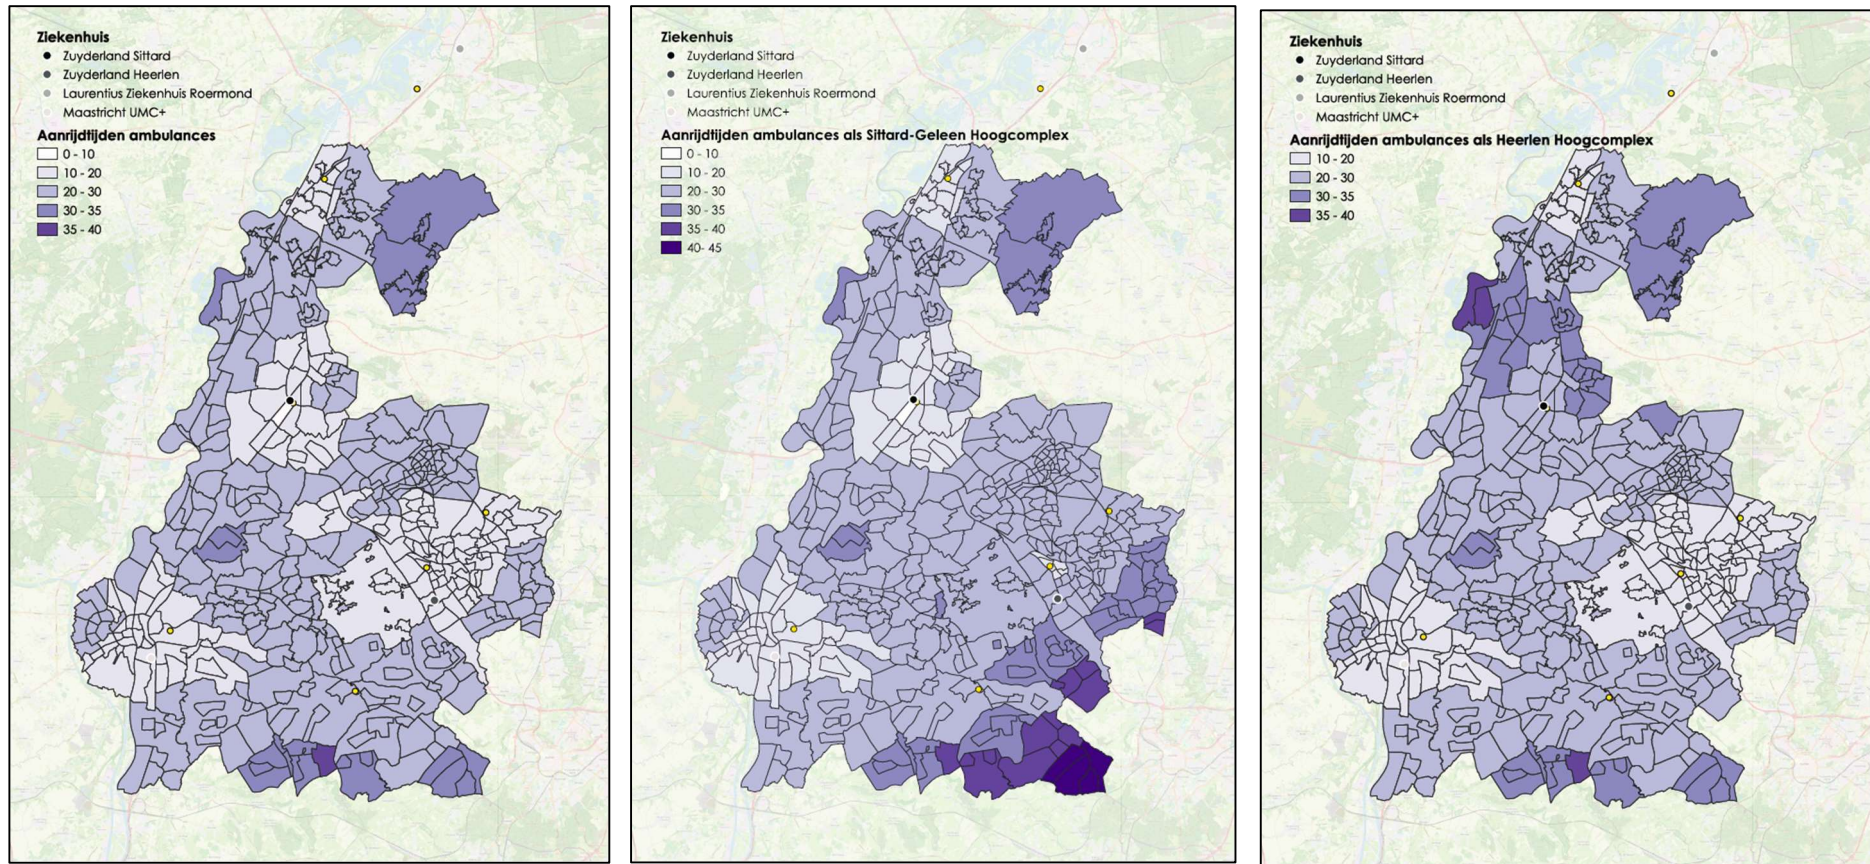 Ziekenhuis
Zuyderland Sittard
Zuyderland Heerlen
Laurentius Ziekenhuis Roermond
Maastricht UMC+
Aanrijdtijden ambulances
0 - 10
10 - 20
20 - 30
30 - 35
35 - 40
Ziekenhuis
Zuyderland Sittard
Zuyderland Heerlen
Laurentius Ziekenhuis Roermond
Maastricht UMC+
Aanrijdtijden ambulances als Sittard-Geleen Hoogcomplex
0 - 10
10 - 20
20 - 30
30 - 35
35 - 40
40- 45
Ziekenhuis
Zuyderland Sittard
Zuyderland Heerlen
Laurentius Ziekenhuis Roermond
Maastricht UMC+
Aanrijdtijden ambulances als Heerlen Hoogcomplex
10 - 20
20 - 30
30 - 35
35 - 40